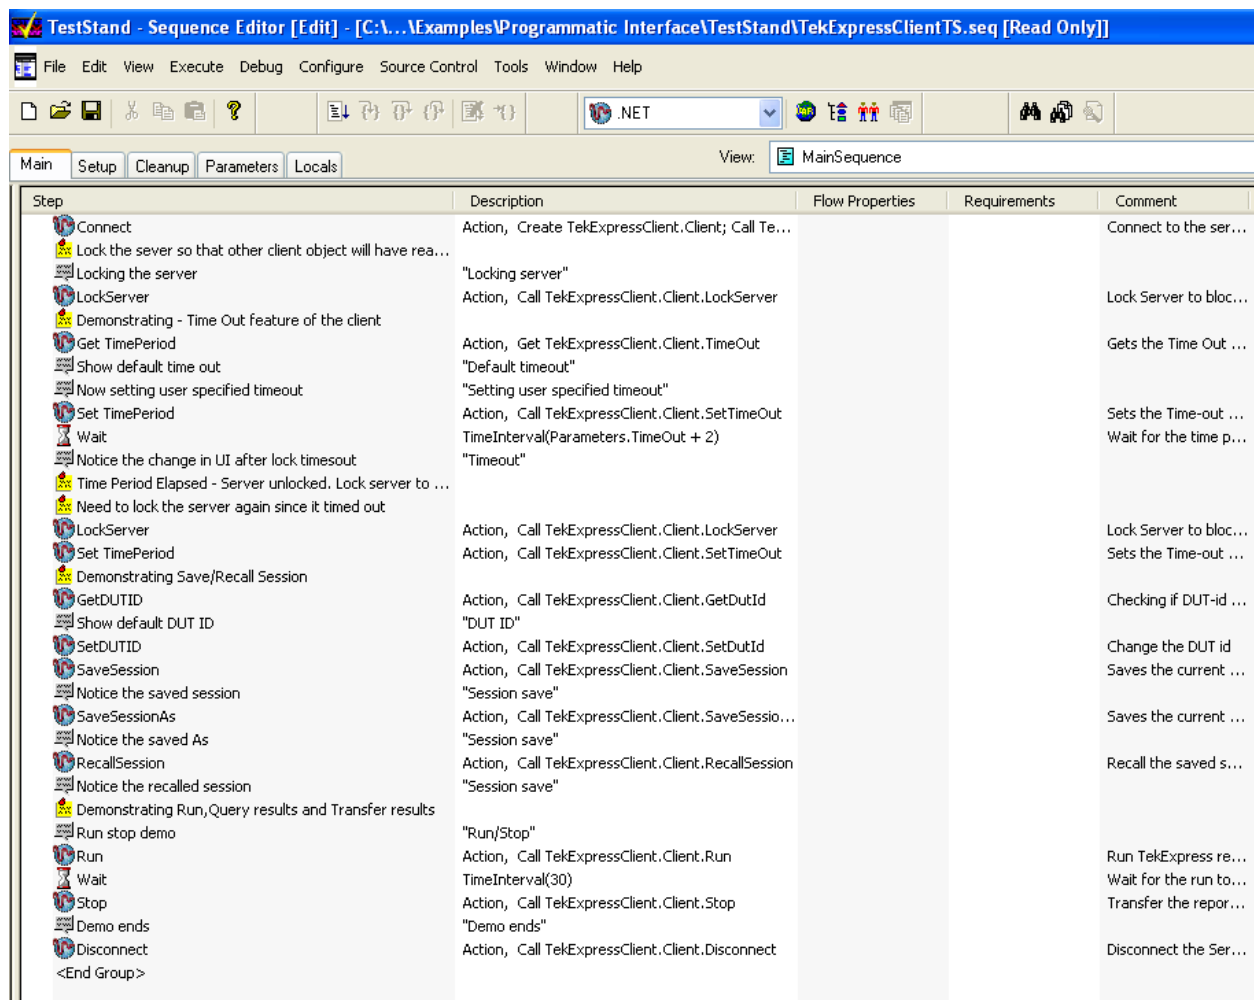 TestStand - Sequence Editor [Edit] - [C:\...\Examples\Programmatic Interface\TestStand\TekExpressClientTS.seq [Read Only]]
File Edit View Execute Debug Configure Source Control Tools Window Help
.NET
Main Setup Cleanup Parameters Locals View: MainSequence
Step Description Flow Properties Requirements Comment
Connect Action, Create TekExpressClient.Client; Call Te... Connect to the ser...
Lock the sever so that other client object will have rea...
Locking the server "Locking server"
LockServer Action, Call TekExpressClient.Client.LockServer Lock Server to bloc...
Demonstrating - Time Out feature of the client
Get TimePeriod Action, Get TekExpressClient.Client.TimeOut Gets the Time Out ...
Show default time out "Default timeout"
Now setting user specified timeout "Setting user specified timeout"
Set TimePeriod Action, Call TekExpressClient.Client.SetTimeOut Sets the Time-out ...
Wait TimeInterval(Parameters.TimeOut + 2) Wait for the time p...
Notice the change in UI after lock timesout "Timeout"
Time Period Elapsed - Server unlocked. Lock server to ...
Need to lock the server again since it timed out
LockServer Action, Call TekExpressClient.Client.LockServer Lock Server to bloc...
Set TimePeriod Action, Call TekExpressClient.Client.SetTimeOut Sets the Time-out ...
Demonstrating Save/Recall Session
GetDUTID Action, Call TekExpressClient.Client.GetDutId Checking if DUT-id ...
Show default DUT ID "DUT ID"
SetDUTID Action, Call TekExpressClient.Client.SetDutId Change the DUT id
SaveSession Action, Call TekExpressClient.Client.SaveSession Saves the current ...
Notice the saved session "Session save"
SaveSessionAs Action, Call TekExpressClient.Client.SaveSessio... Saves the current ...
Notice the saved As "Session save"
RecallSession Action, Call TekExpressClient.Client.RecallSession Recall the saved s...
Notice the recalled session "Session save"
Demonstrating Run,Query results and Transfer results
Run stop demo "Run/Stop"
Run Action, Call TekExpressClient.Client.Run Run TekExpress re...
Wait TimeInterval(30) Wait for the run to...
Stop Action, Call TekExpressClient.Client.Stop Transfer the repor...
Demo ends "Demo ends"
Disconnect Action, Call TekExpressClient.Client.Disconnect Disconnect the Ser...
<End Group>